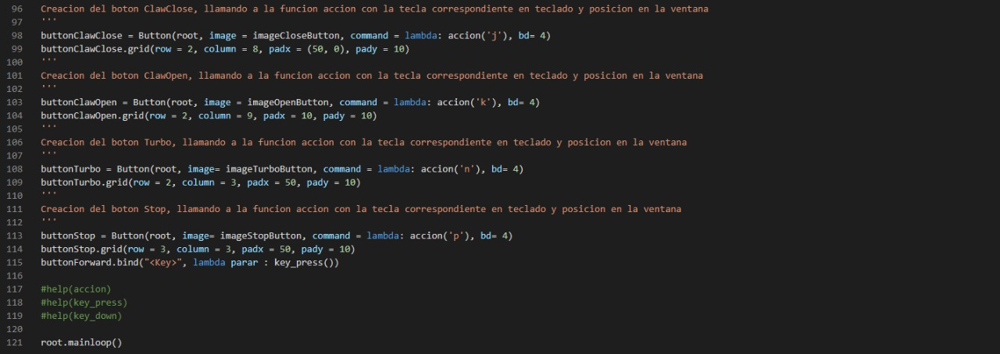 96 Creacion del boton ClawClose, llamando a la funcion accion con la tecla correspondiente en teclado y posicion en la ventana
97 '''
98 buttonClawClose = Button(root, image = imageCloseButton, command = lambda: accion('j'), bd= 4)
99 buttonClawClose.grid(row = 2, column = 8, padx = (50, 0), pady = 10)
100 '''
101 Creacion del boton ClawOpen, llamando a la funcion accion con la tecla correspondiente en teclado y posicion en la ventana
102 '''
103 buttonClawOpen = Button(root, image = imageOpenButton, command = lambda: accion('k'), bd= 4)
104 buttonClawOpen.grid(row = 2, column = 9, padx = 10, pady = 10)
105 '''
106 Creacion del boton Turbo, llamando a la funcion accion con la tecla correspondiente en teclado y posicion en la ventana
107 '''
108 buttonTurbo = Button(root, image= imageTurboButton, command = lambda: accion('n'), bd= 4)
109 buttonTurbo.grid(row = 2, column = 3, padx = 50, pady = 10)
110 '''
111 Creacion del boton Stop, llamando a la funcion accion con la tecla correspondiente en teclado y posicion en la ventana
112 '''
113 buttonStop = Button(root, image= imageStopButton, command = lambda: accion('p'), bd= 4)
114 buttonStop.grid(row = 3, column = 3, padx = 50, pady = 10)
115 buttonForward.bind("<Key>", lambda parar : key_press())
116
117 #help(accion)
118 #help(key_press)
119 #help(key_down)
120
121 root.mainloop()